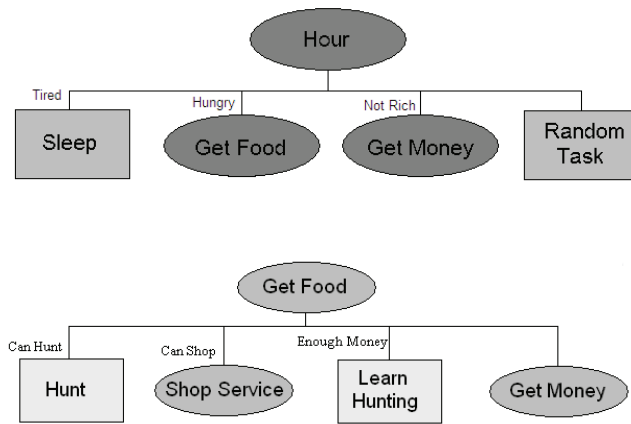 Hour
Tired
Hungry
Not Rich
Sleep
Get Food
Get Money
Random
Task
Get Food
Can Hunt
Can Shop
Enough Money
Hunt
Shop Service
Learn
Hunting
Get Money